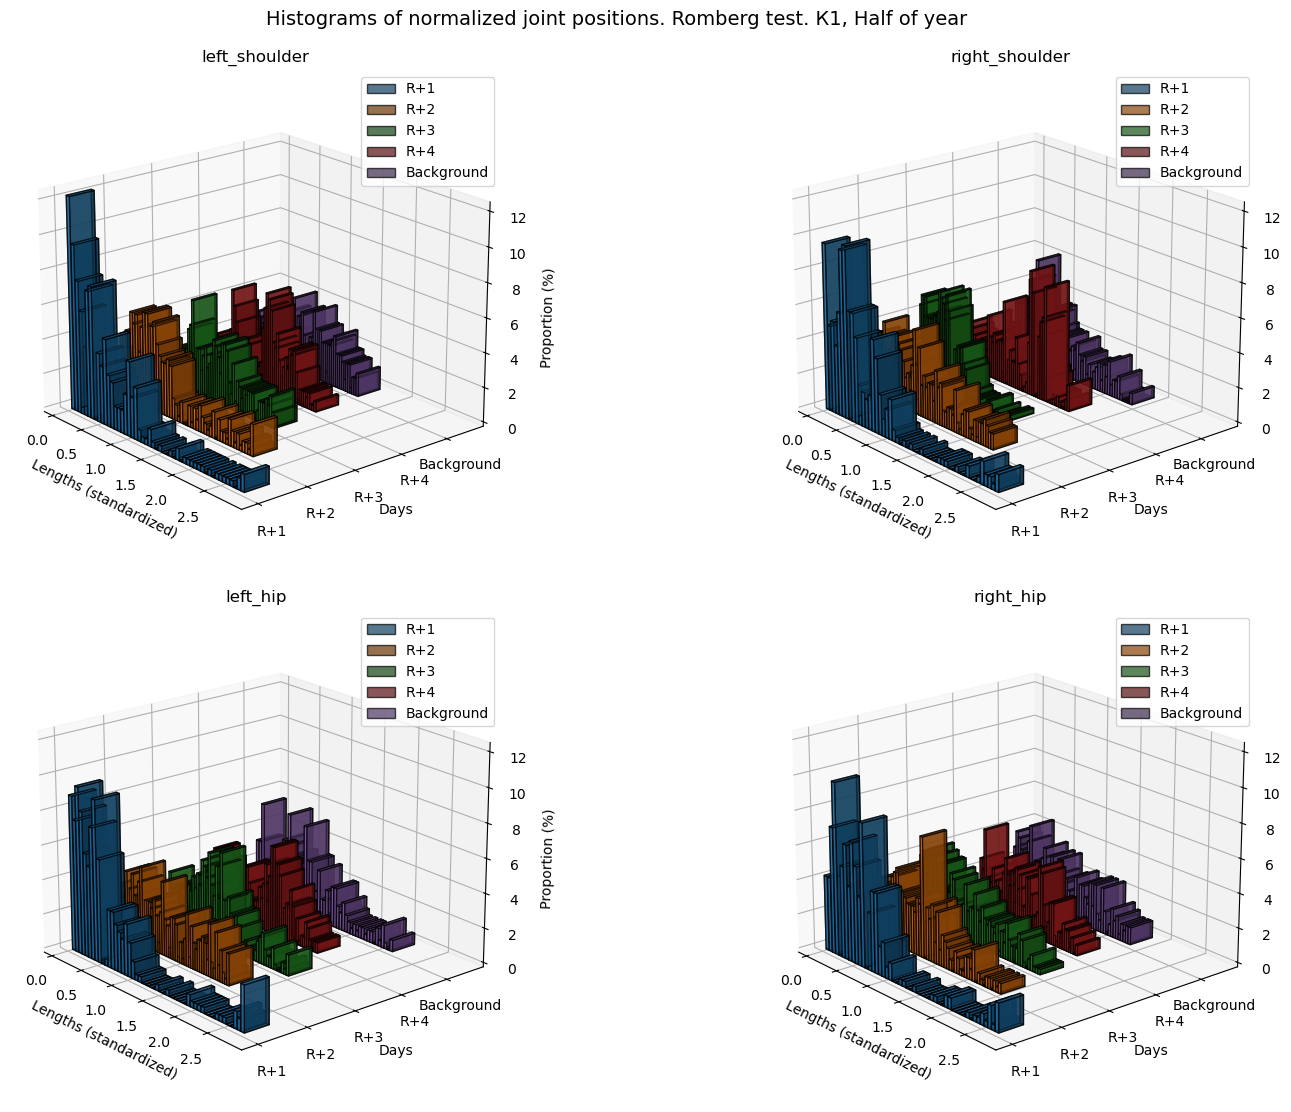 Histograms of normalized joint positions. Romberg test. K1, Half of year
left_shoulder
R+1
R+2
R+3
R+4
Background
12
10
8
6
4
2
0
Proportion (%)
0.0
0.5
1.0
1.5
2.0
2.5
Lengths (standardized)
R+1
R+2
R+3
R+4
Background
Days
right_shoulder
R+1
R+2
R+3
R+4
Background
12
10
8
6
4
2
0
0.0
0.5
1.0
1.5
2.0
2.5
Lengths (standardized)
R+1
R+2
R+3
R+4
Background
Days
left_hip
R+1
R+2
R+3
R+4
Background
12
10
8
6
4
2
0
Proportion (%)
0.0
0.5
1.0
1.5
2.0
2.5
Lengths (standardized)
R+1
R+2
R+3
R+4
Background
Days
right_hip
R+1
R+2
R+3
R+4
Background
12
10
8
6
4
2
0
0.0
0.5
1.0
1.5
2.0
2.5
Lengths (standardized)
R+1
R+2
R+3
R+4
Background
Days